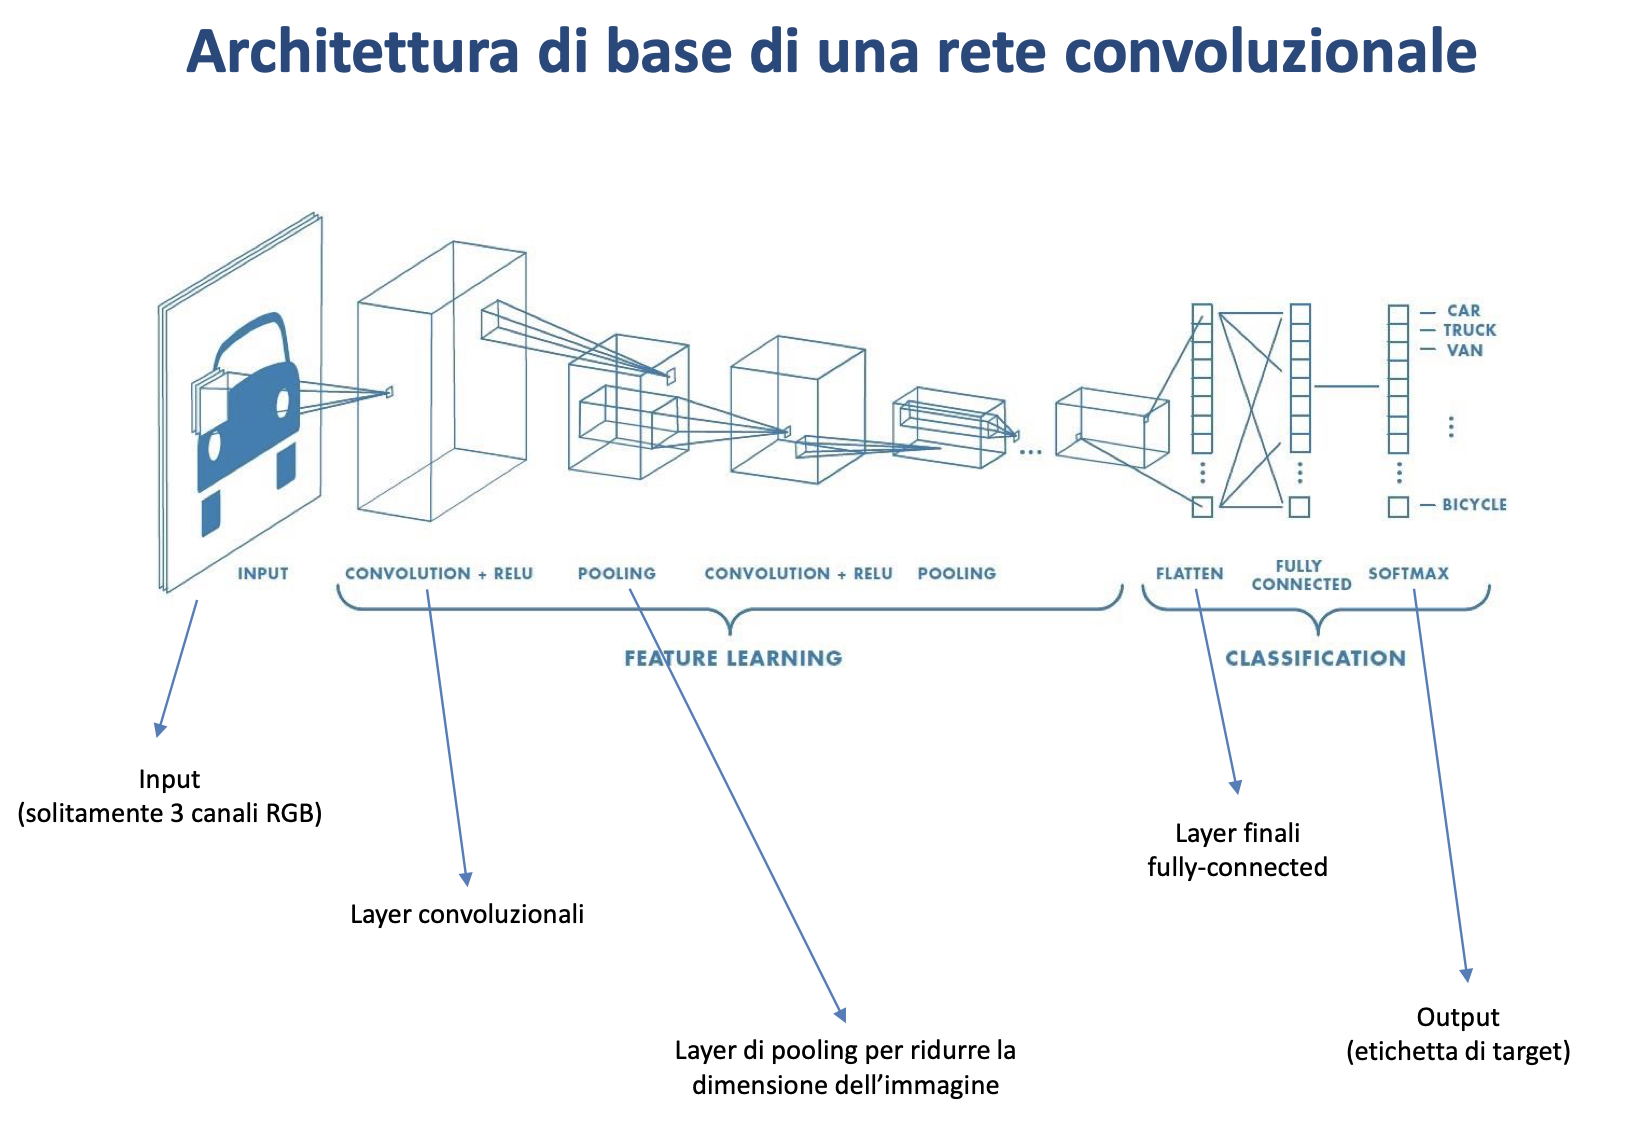 Architettura di base di una rete convoluzionale
CAR
TRUCK
VAN
BICYCLE
INPUT
CONVOLUTION + RELU
POOLING
CONVOLUTION + RELU
POOLING
FLATTEN
FULLY
CONNECTED
SOFTMAX
FEATURE LEARNING
CLASSIFICATION
Input
(solitamente 3 canali RGB)
Layer convoluzionali
Layer di pooling per ridurre la
dimensione dell’immagine
Layer finali
fully-connected
Output
(etichetta di target)